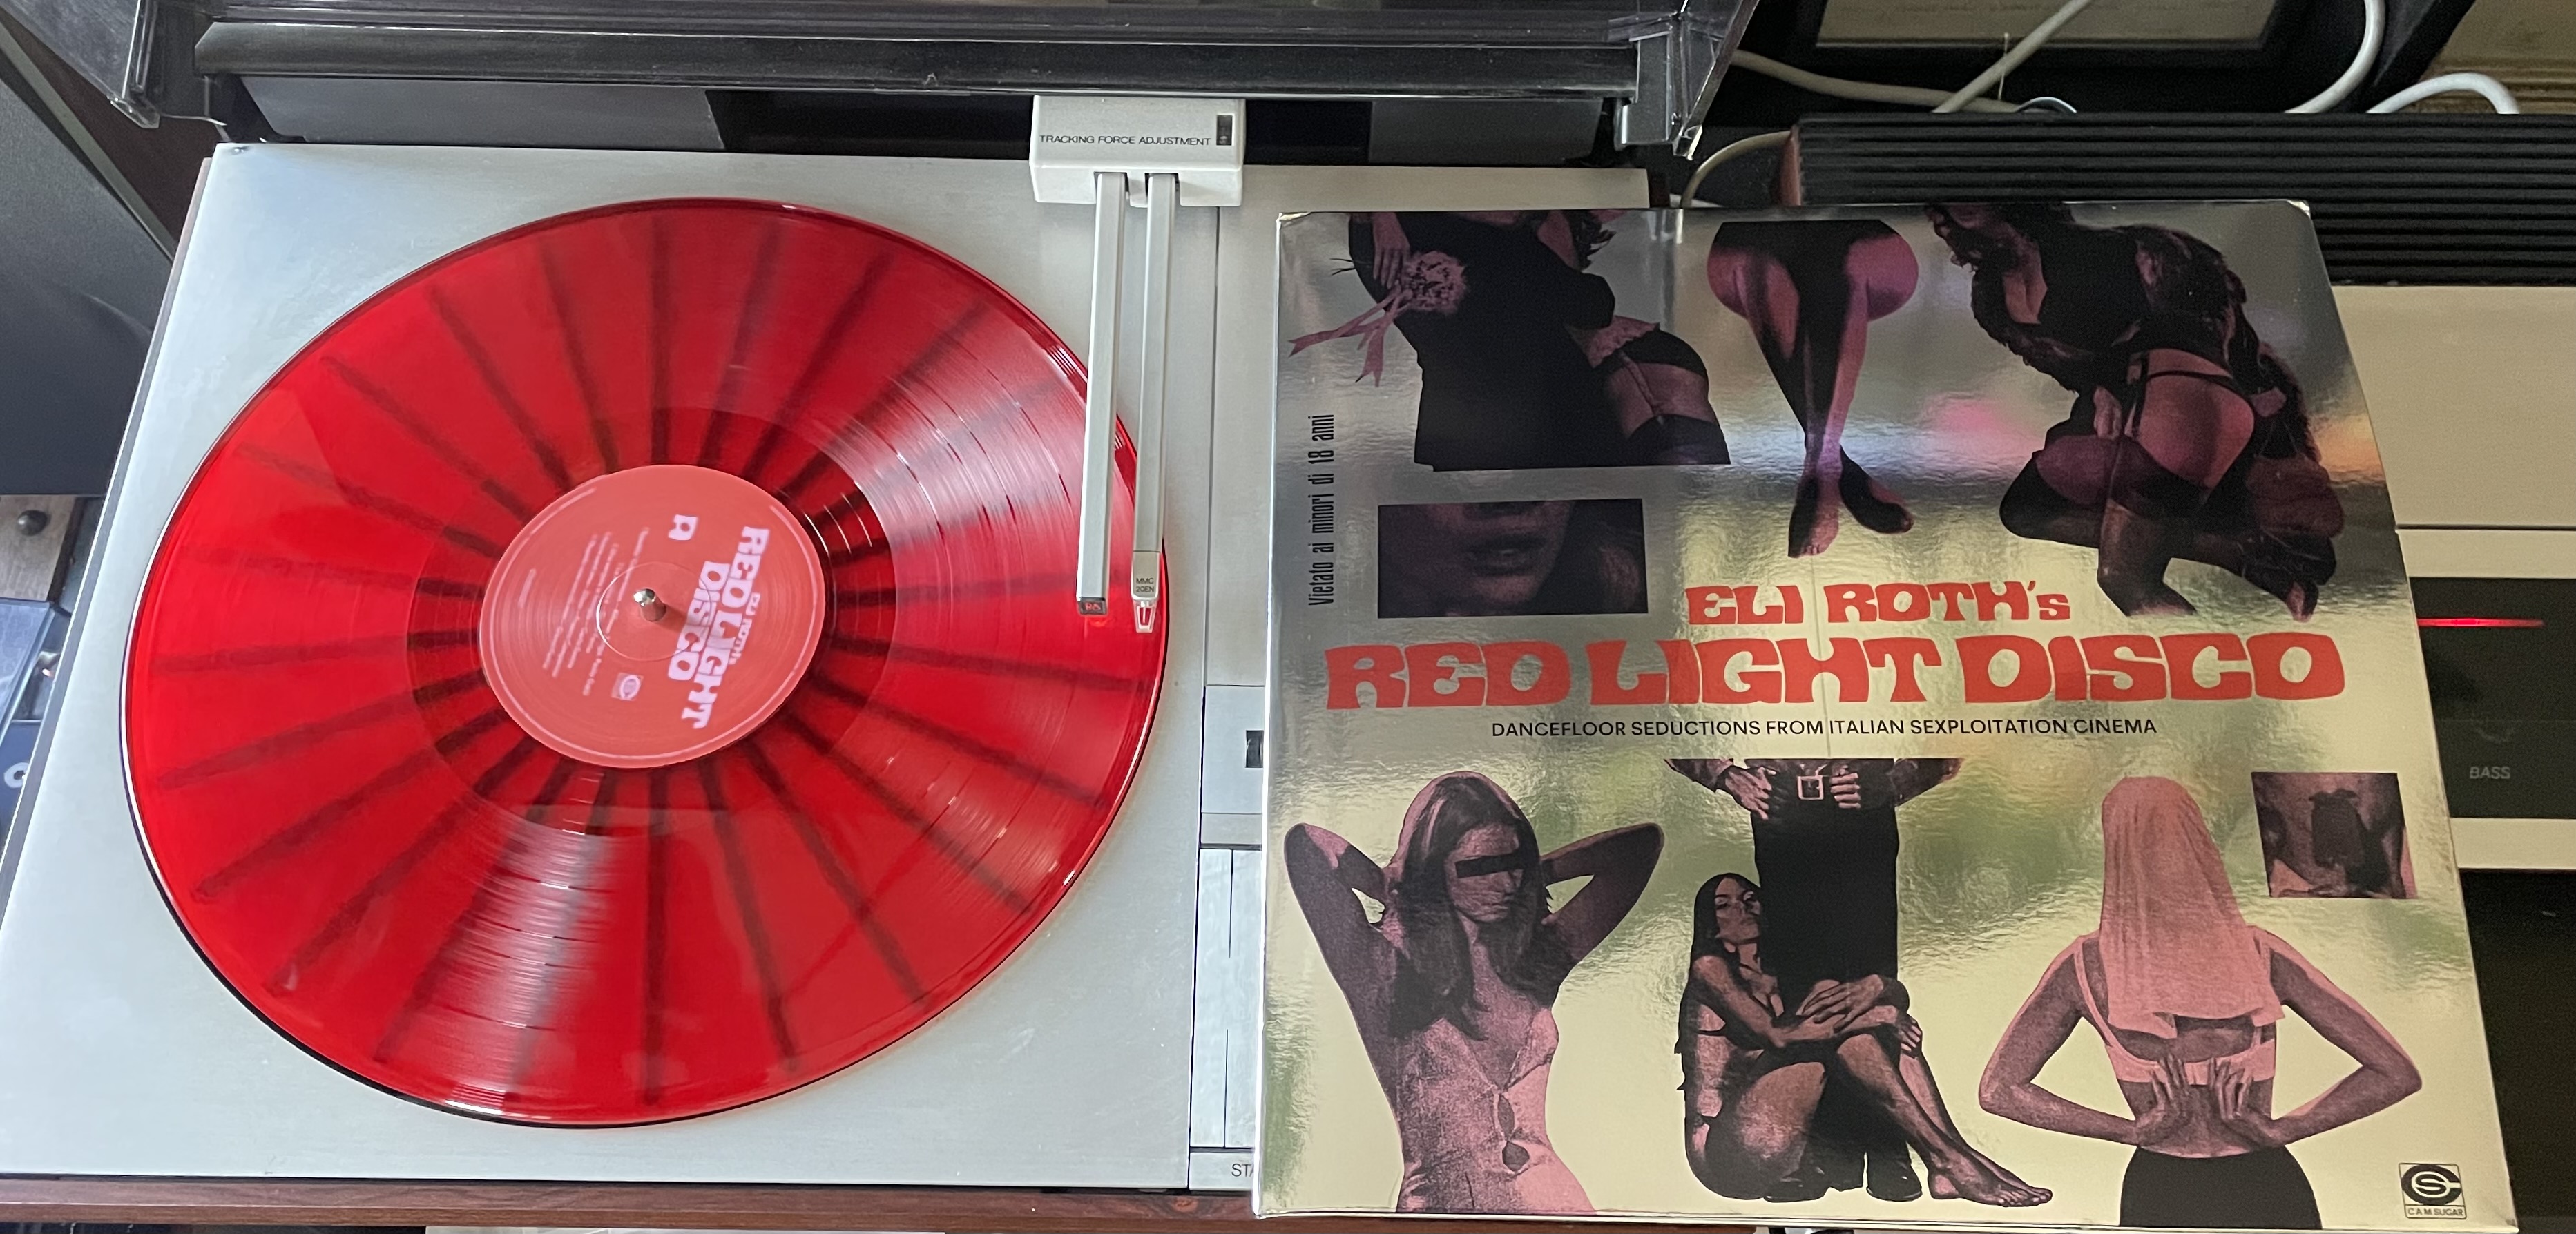 TRACKING FORCE ADJUSTMENT
MMC
20EN
A
ELI ROTH'S
RED LIGHT
DISCO
Vietato ai minori di 18 anni
ELI ROTH's
RED LIGHT DISCO
DANCEFLOOR SEDUCTIONS FROM ITALIAN SEXPLOITATION CINEMA
CAM SUGAR
BASS